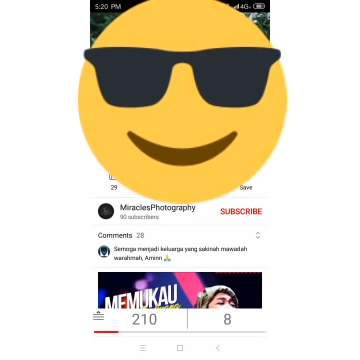 5:20 PM
4G
29
Save
MiraclesPhotography
SUBSCRIBE
90 subscribers
Comments 28
Semoga menjadi keluarga yang sakinah mawadah
warahmah, Aminn 🙏
MEMUKAU
210
8